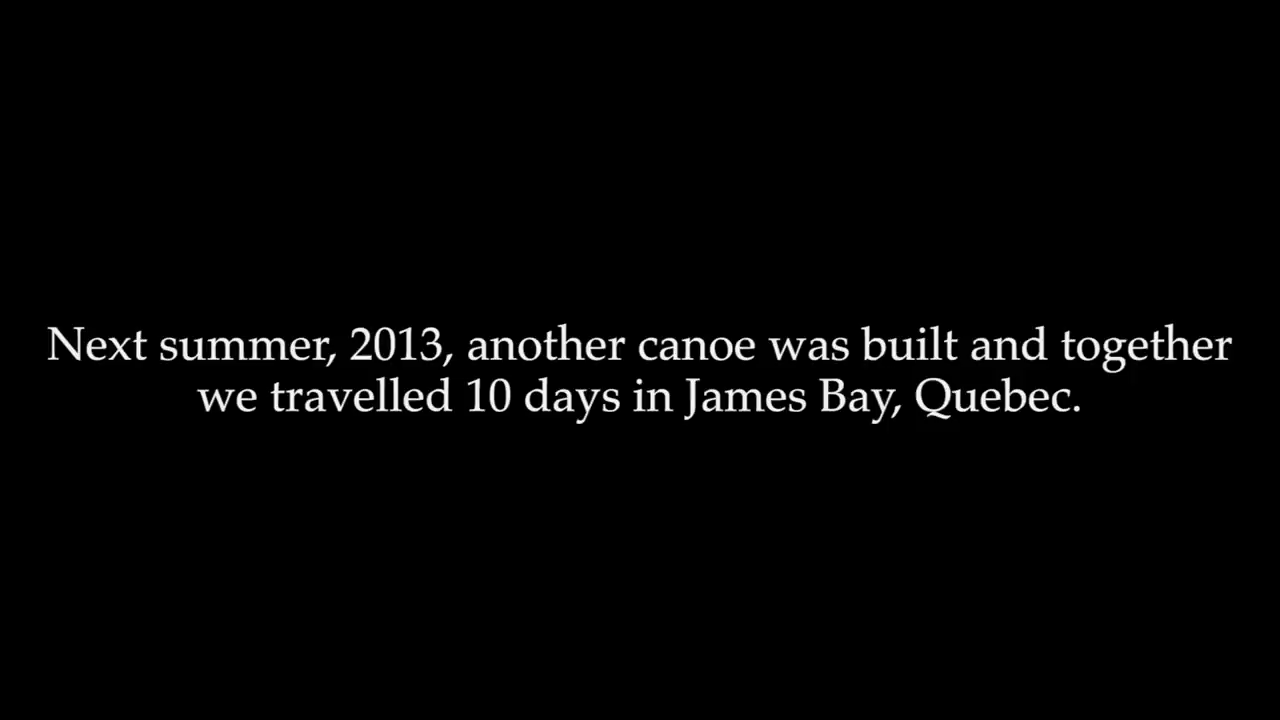 Next summer, 2013, another canoe was built and together
we travelled 10 days in James Bay, Quebec.